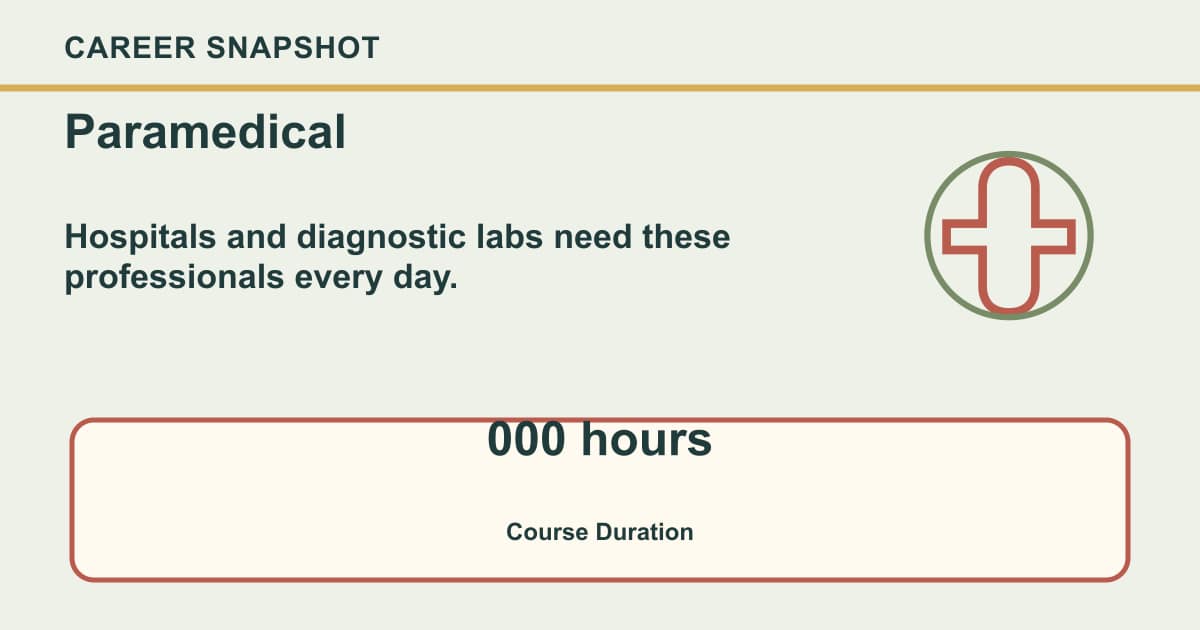 CAREER SNAPSHOT
Paramedical
Hospitals and diagnostic labs need these
professionals every day.
000 hours
Course Duration